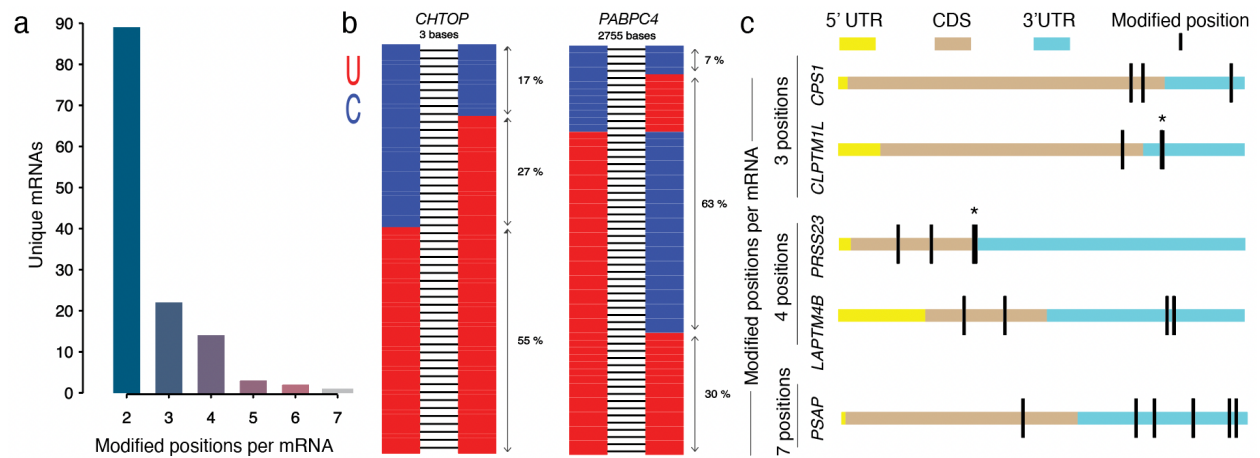 a
90
80
70
60
50
40
30
20
10
0
Unique mRNAs
2 3 4 5 6 7
Modified positions per mRNA
b
U
C
CHTOP
3 bases
17 %
27 %
55 %
PABPC4
2755 bases
7 %
63 %
30 %
c
5' UTR CDS 3'UTR Modified position
Modified positions per mRNA
3 positions
CPS1
CLPTM1L
*
4 positions
PRSS23
*
LAPTM4B
7 positions
PSAP